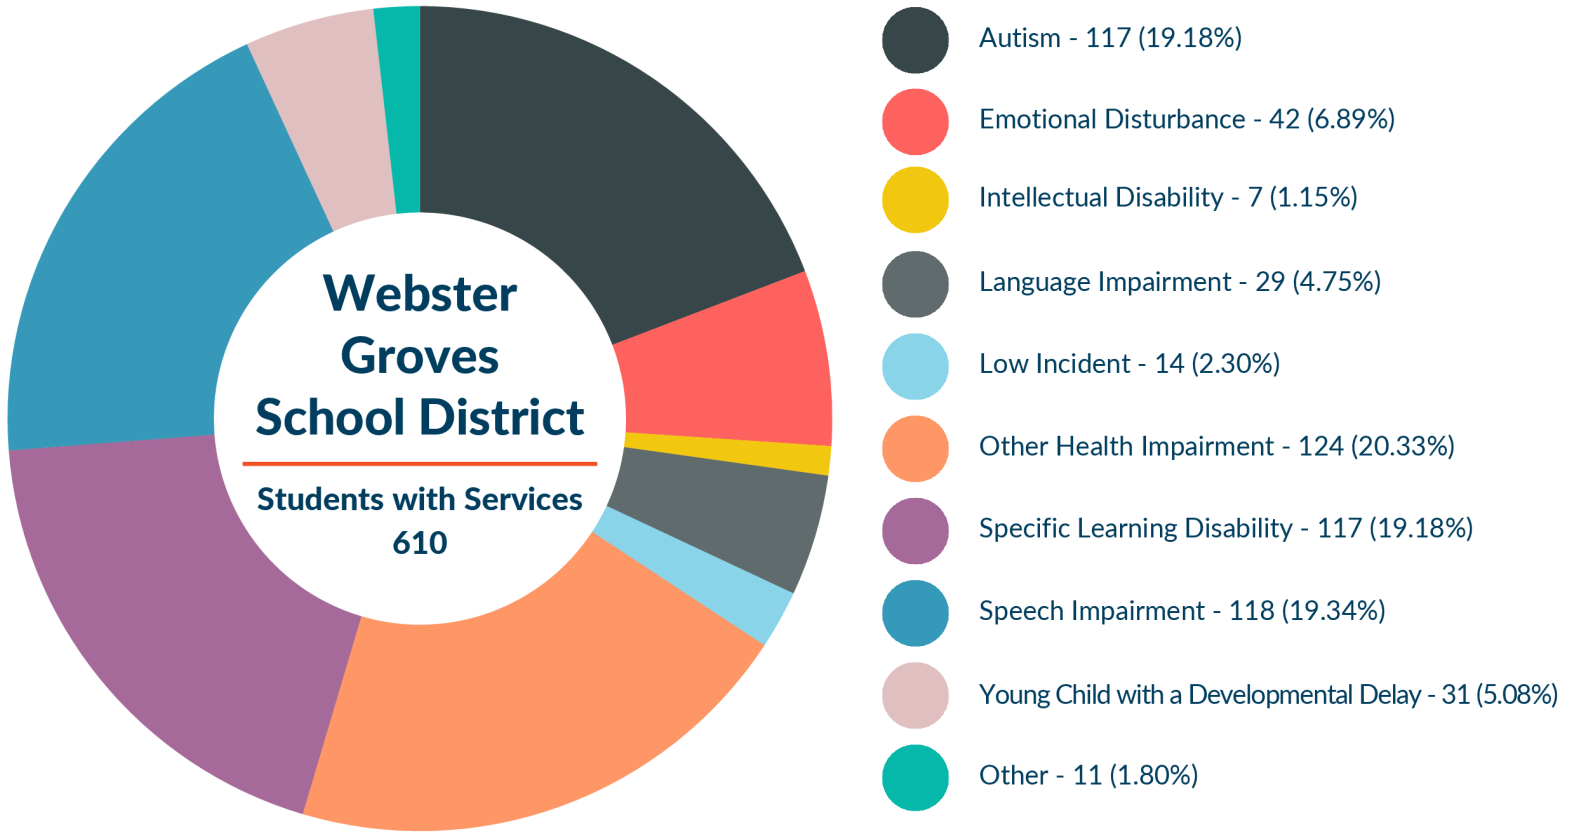 Webster
Groves
School District
Students with Services
610
Autism - 117 (19.18%)
Emotional Disturbance - 42 (6.89%)
Intellectual Disability - 7 (1.15%)
Language Impairment - 29 (4.75%)
Low Incident - 14 (2.30%)
Other Health Impairment - 124 (20.33%)
Specific Learning Disability - 117 (19.18%)
Speech Impairment - 118 (19.34%)
Young Child with a Developmental Delay - 31 (5.08%)
Other - 11 (1.80%)